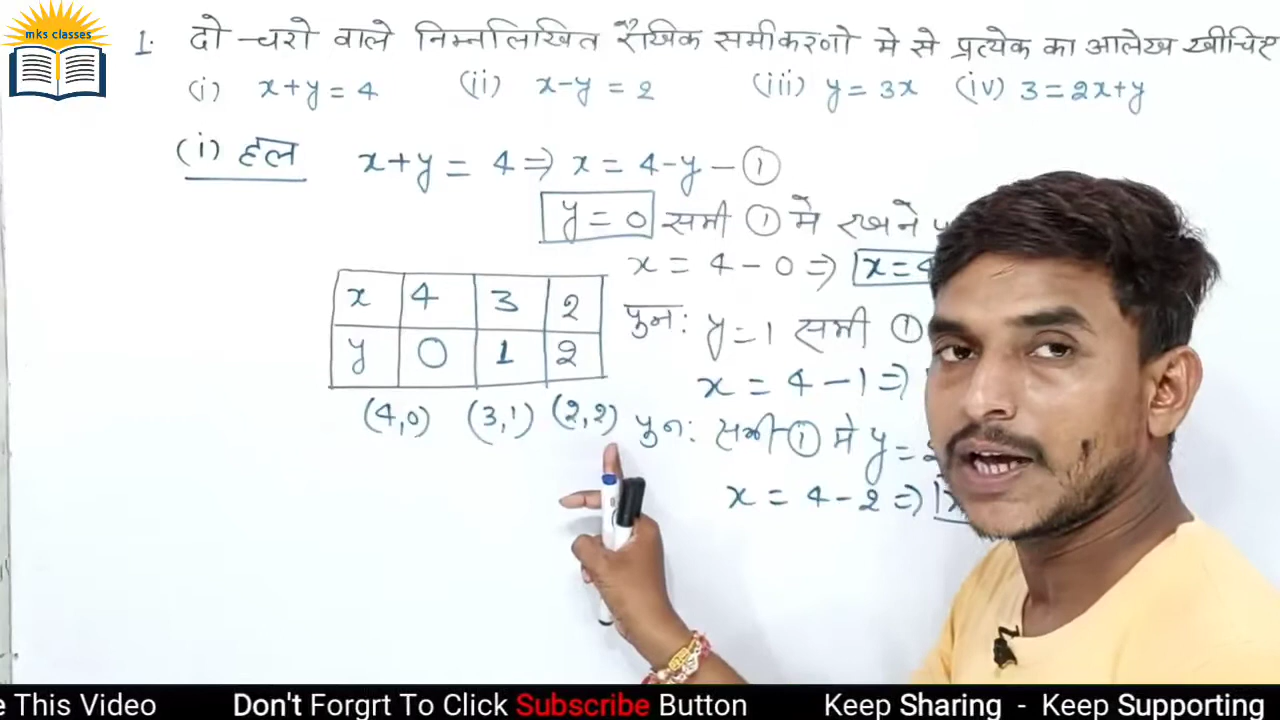 mks classes
1. दो चरो वाले निम्नलिखित रैखिक समीकरणो मे से प्रत्येक का आलेख खीचिए
(i) x+y = 4 (ii) x-y = 2 (iii) y = 3x (iv) 3 = 2x+y
(i) हल x+y = 4 ⇒ x = 4-y - ①
y = 0 समी ① मे रखने
x = 4 - 0 ⇒ x = 4
x 4 3 2
y 0 1 2
(4,0) (3,1) (2,2)
पुन: y = 1 समी ①
x = 4 - 1 ⇒
पुन: समी ① मे y =
x = 4 - 2 ⇒
This Video Don't Forgrt To Click Subscribe Button Keep Sharing - Keep Supporting